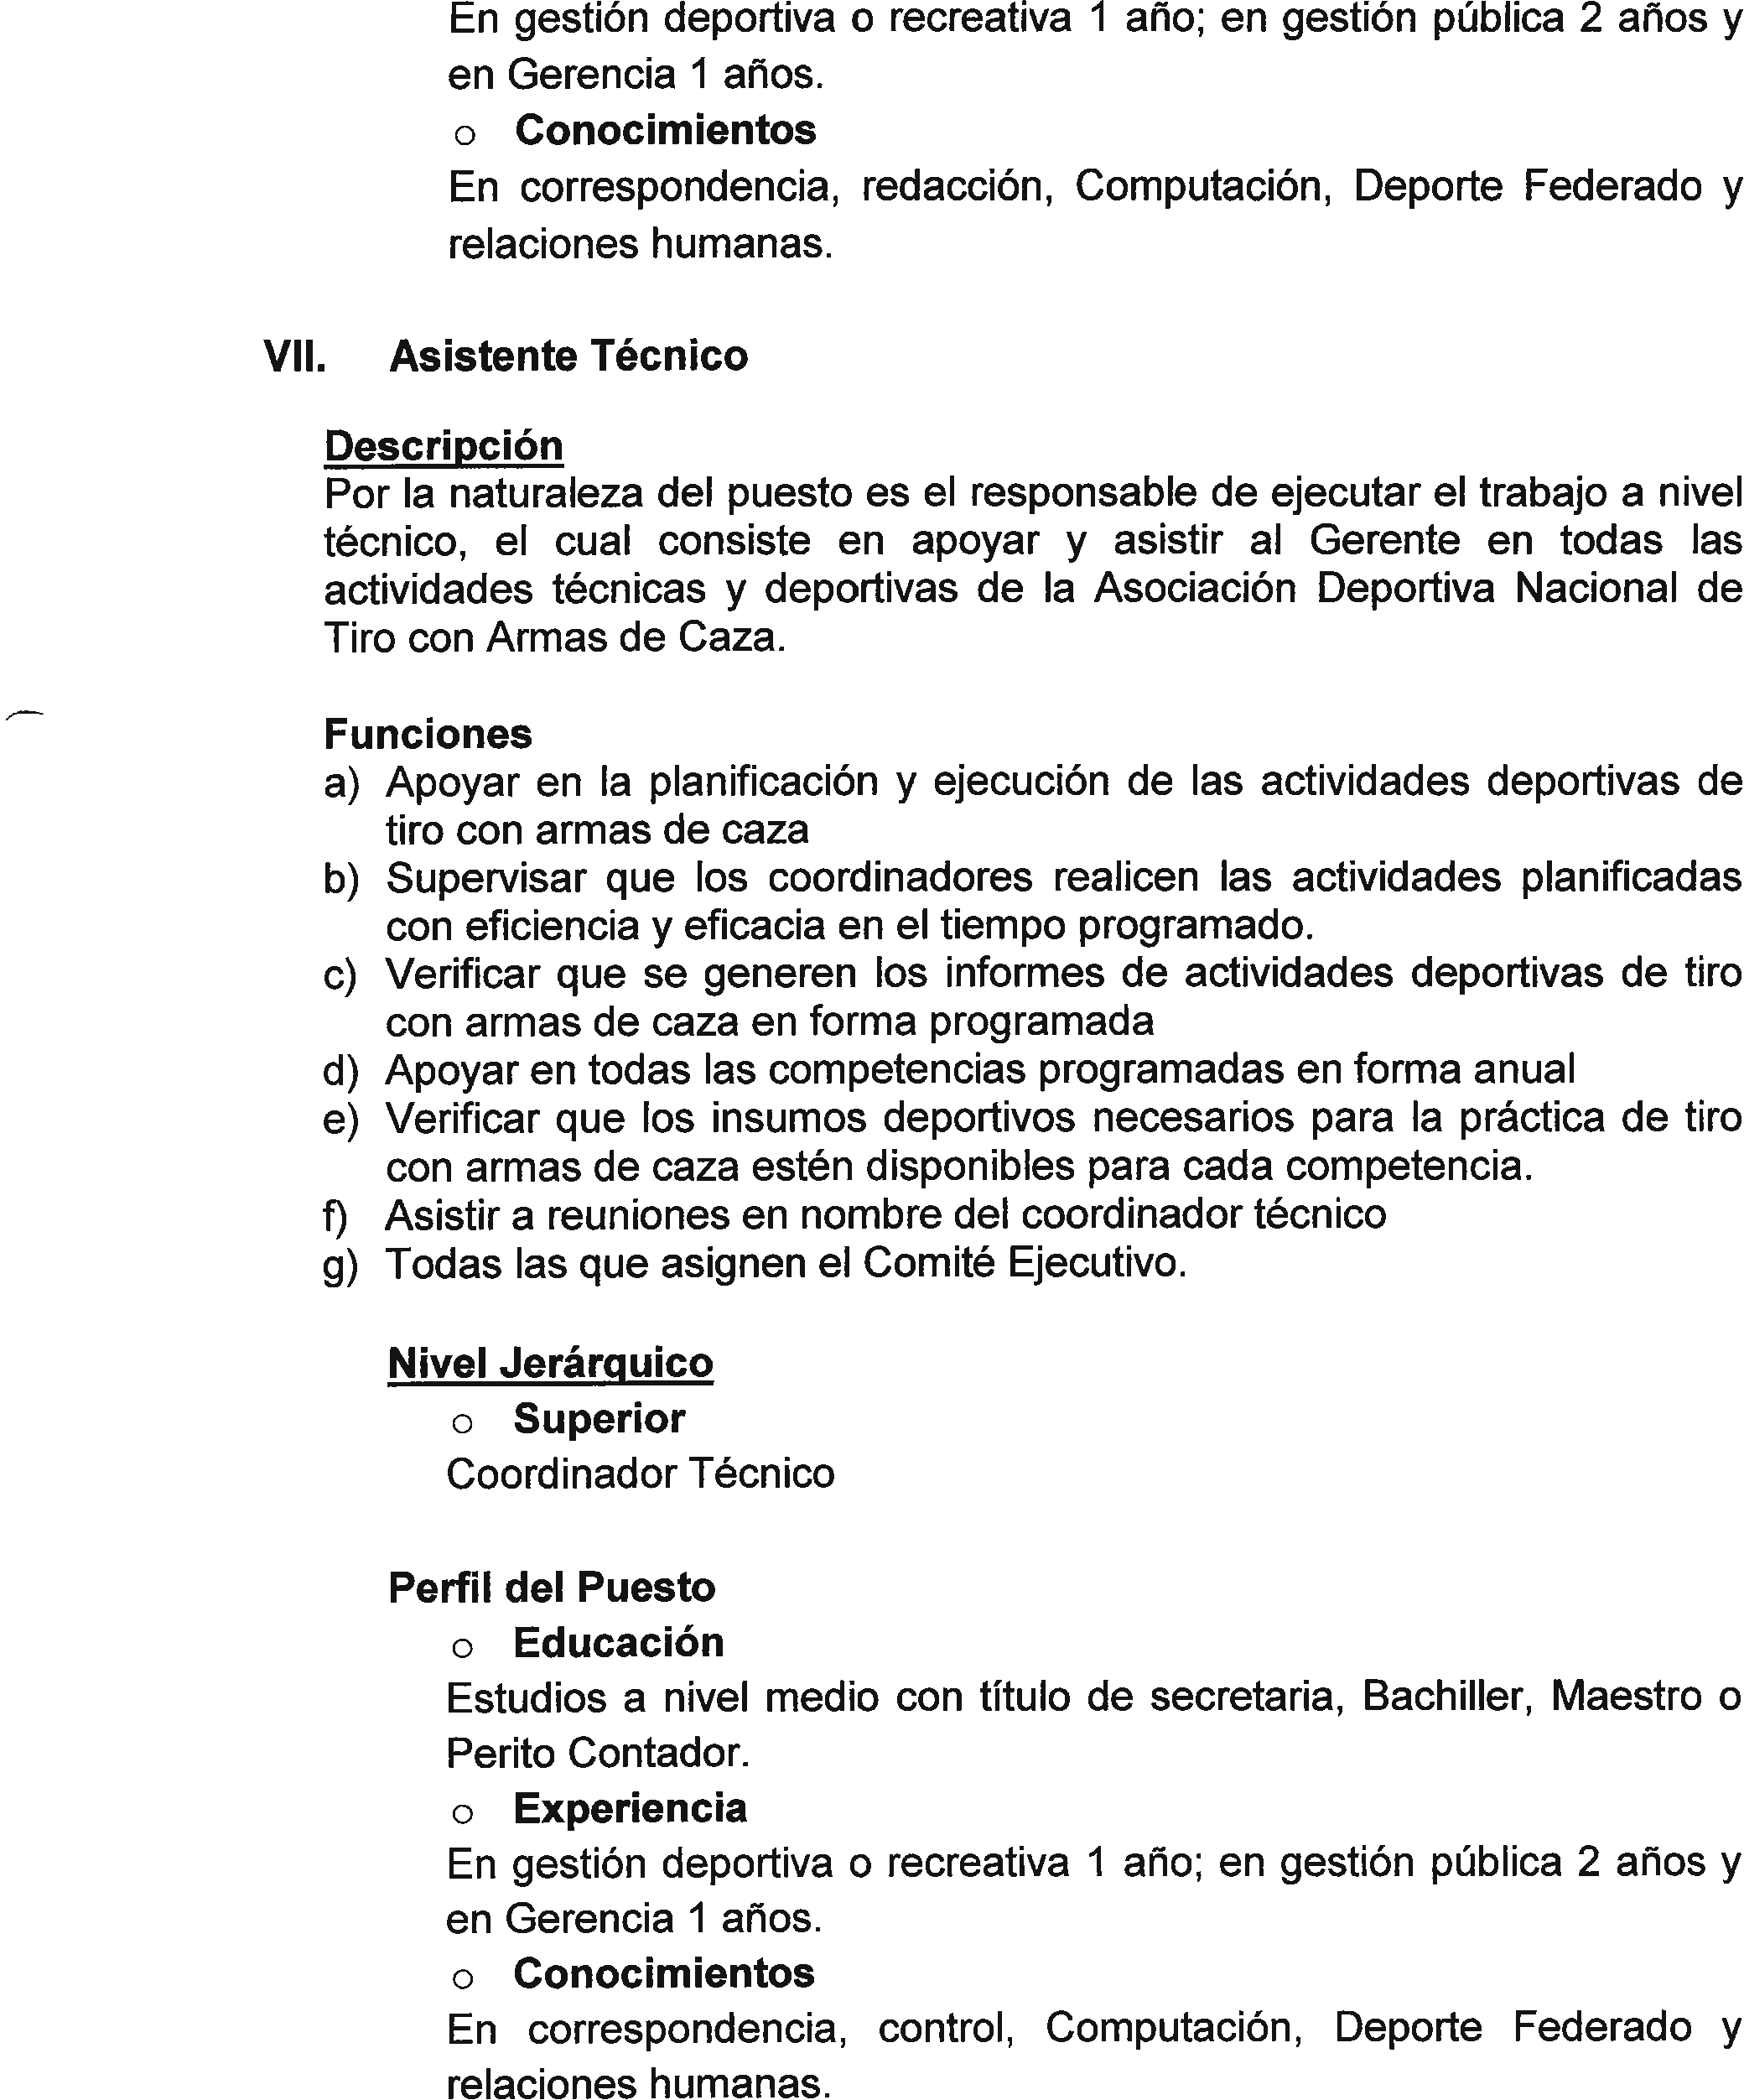 En gestión deportiva o recreativa 1 año; en gestión pública 2 años y
en Gerencia 1 años.
o Conocimientos
En correspondencia, redacción, Computación, Deporte Federado y
relaciones humanas.
VII. Asistente Técnico
Descripción
Por la naturaleza del puesto es el responsable de ejecutar el trabajo a nivel
técnico, el cual consiste en apoyar y asistir al Gerente en todas las
actividades técnicas y deportivas de la Asociación Deportiva Nacional de
Tiro con Armas de Caza.
Funciones
a) Apoyar en la planificación y ejecución de las actividades deportivas de
tiro con armas de caza
b) Supervisar que los coordinadores realicen las actividades planificadas
con eficiencia y eficacia en el tiempo programado.
c) Verificar que se generen los informes de actividades deportivas de tiro
con armas de caza en forma programada
d) Apoyar en todas las competencias programadas en forma anual
e) Verificar que los insumos deportivos necesarios para la práctica de tiro
con armas de caza estén disponibles para cada competencia.
f) Asistir a reuniones en nombre del coordinador técnico
g) Todas las que asignen el Comité Ejecutivo.
Nivel Jerárquico
o Superior
Coordinador Técnico
Perfil del Puesto
o Educación
Estudios a nivel medio con título de secretaria, Bachiller, Maestro o
Perito Contador.
o Experiencia
En gestión deportiva o recreativa 1 año; en gestión pública 2 años y
en Gerencia 1 años.
o Conocimientos
En correspondencia, control, Computación, Deporte Federado y
relaciones humanas.